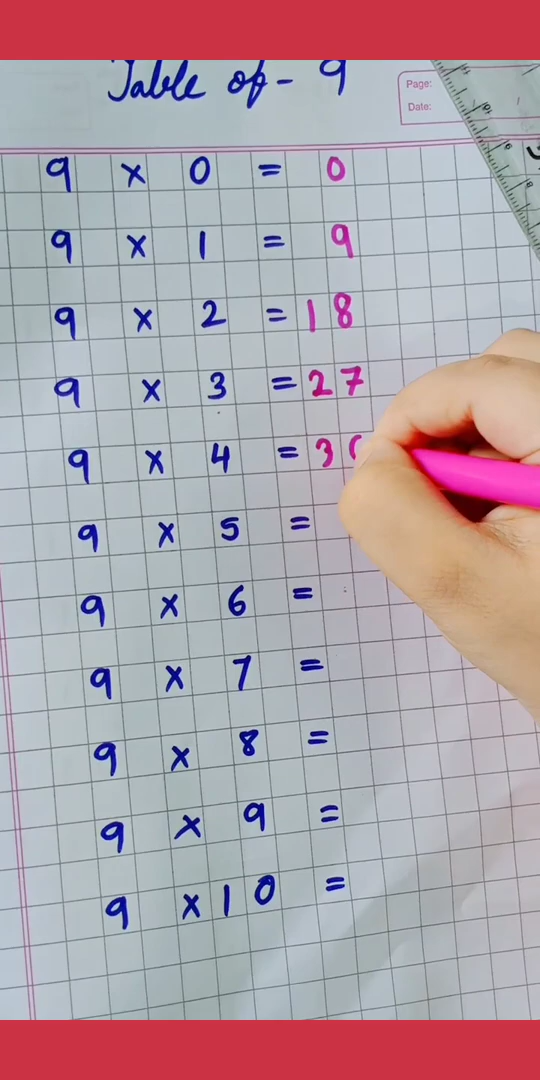 Table of - 9
Page:
Date:
9 × 0 = 0
9 × 1 = 9
9 × 2 = 18
9 × 3 = 27
9 × 4 = 3
9 × 5 =
9 × 6 =
9 × 7 =
9 × 8 =
9 × 9 =
9 × 10 =